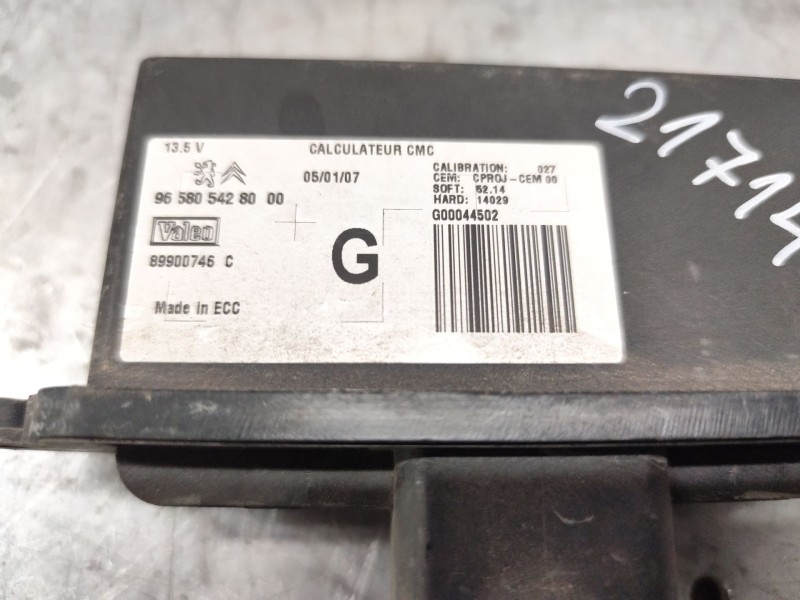 13.5 V
CALCULATEUR CMC
05/01/07
96 580 542 80 00
Valeo
89900746 C
Made in ECC
G
CALIBRATION: 027
CEM: CPROJ-CEM 00
SOFT: 52.14
HARD: 14029
G00044502
21714